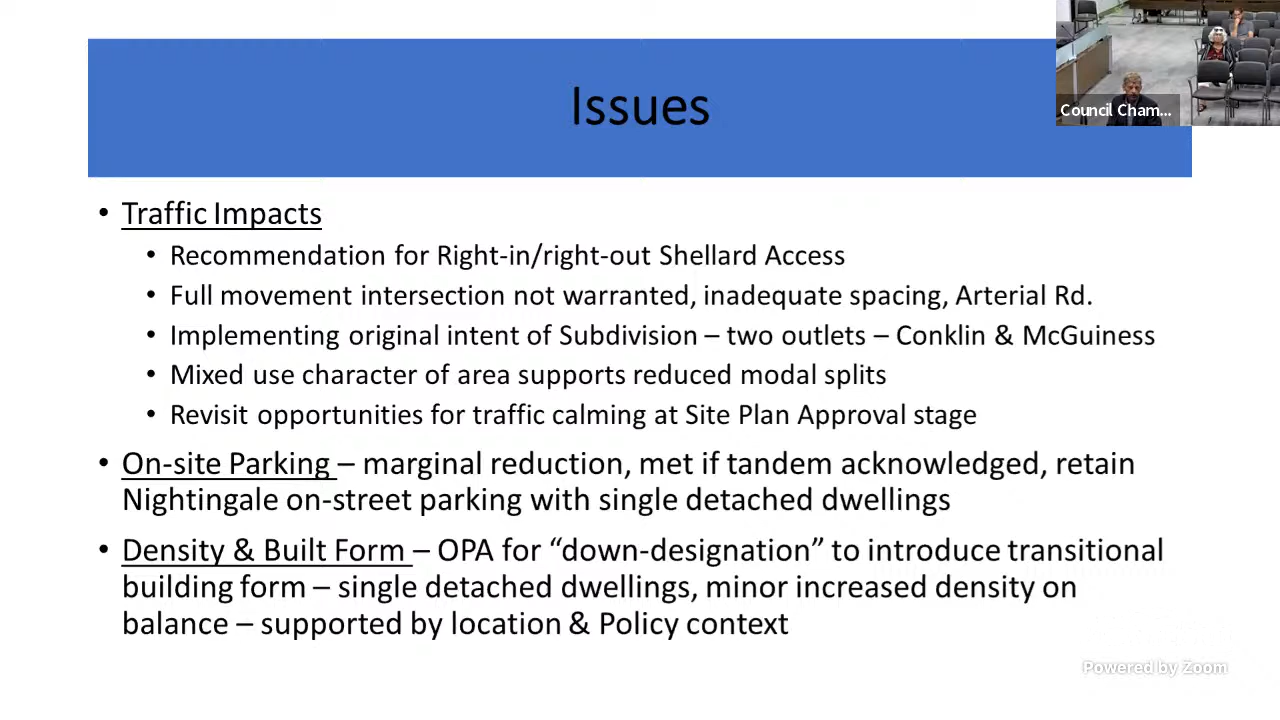 Issues
Council Cham...
• Traffic Impacts
• Recommendation for Right-in/right-out Shellard Access
• Full movement intersection not warranted, inadequate spacing, Arterial Rd.
• Implementing original intent of Subdivision – two outlets – Conklin & McGuiness
• Mixed use character of area supports reduced modal splits
• Revisit opportunities for traffic calming at Site Plan Approval stage
• On-site Parking – marginal reduction, met if tandem acknowledged, retain
Nightingale on-street parking with single detached dwellings
• Density & Built Form – OPA for “down-designation” to introduce transitional
building form – single detached dwellings, minor increased density on
balance – supported by location & Policy context
Powered by Zoom